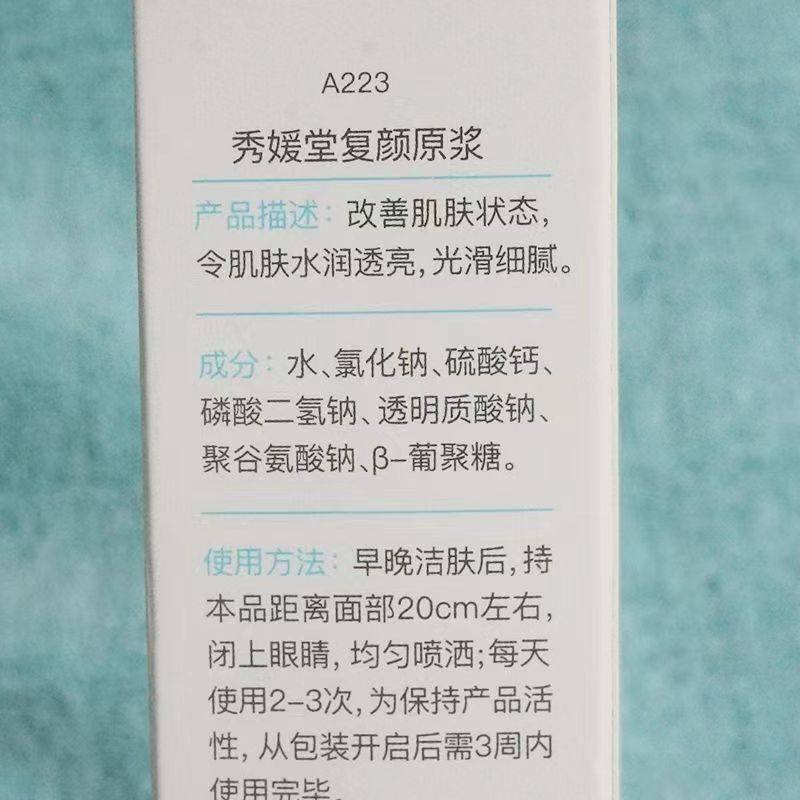 A223
秀媛堂复颜原浆
产品描述：改善肌肤状态，
令肌肤水润透亮，光滑细腻。
成分：水、氯化钠、硫酸钙、
磷酸二氢钠、透明质酸钠、
聚谷氨酸钠、β-葡聚糖。
使用方法：早晚洁肤后，持
本品距离面部20cm左右，
闭上眼睛，均匀喷洒；每天
使用2-3次，为保持产品活
性，从包装开启后需3周内
使用完毕。